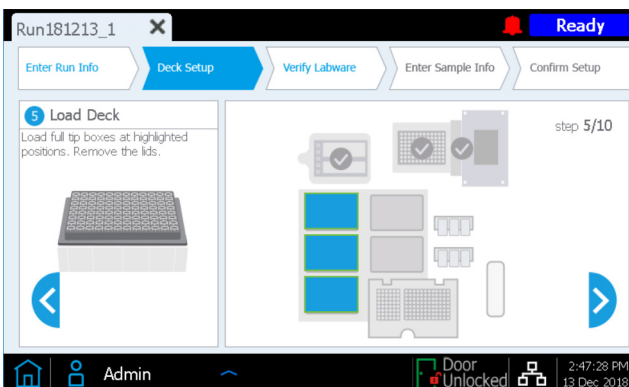 Run181213_1
Ready
Enter Run Info
Deck Setup
Verify Labware
Enter Sample Info
Confirm Setup
5 Load Deck
Load full tip boxes at highlighted
positions. Remove the lids.
step 5/10
Admin
Door
Unlocked
2:47:28 PM
13 Dec 2018